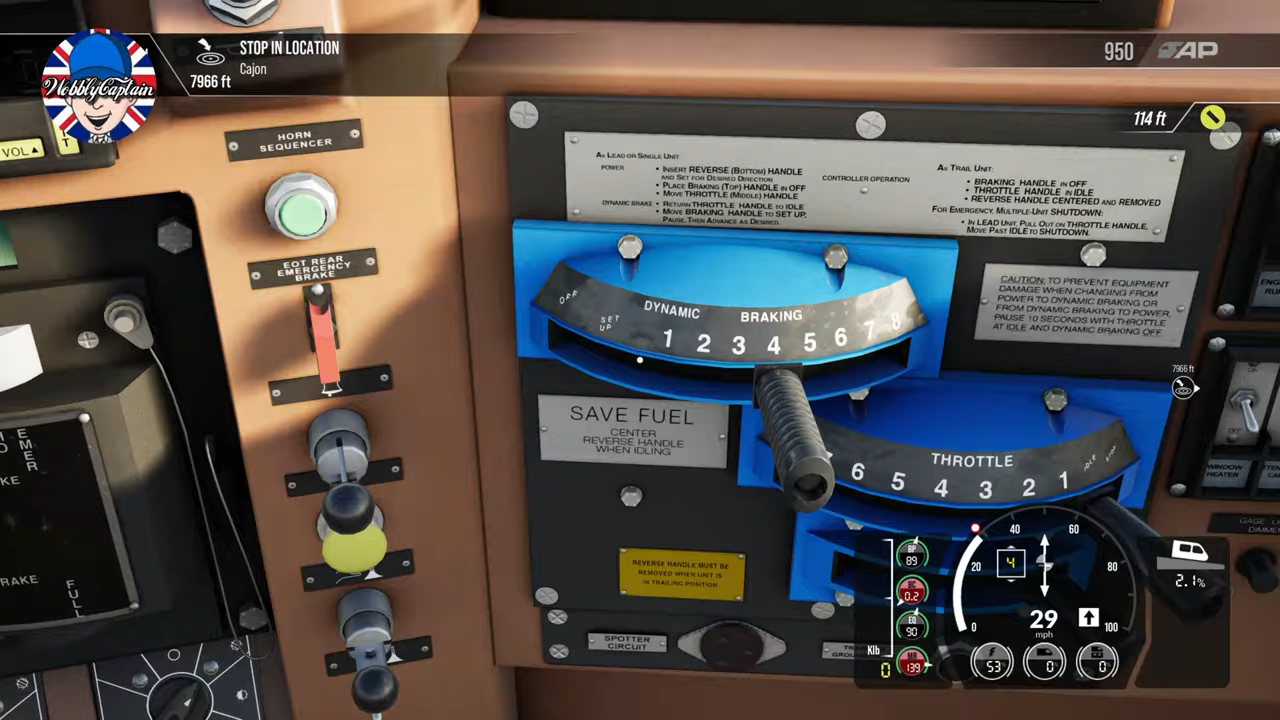 STOP IN LOCATION
Cajon
7966 ft
WobblyCaptain
950 AP
114 ft
VOL
T
HORN
SEQUENCER
EOT REAR
EMERGENCY
BRAKE
AS LEAD OR SINGLE UNIT
POWER
• INSERT REVERSE (BOTTOM) HANDLE
AND SET FOR DESIRED DIRECTION
• PLACE BRAKING (TOP) HANDLE IN OFF
• MOVE THROTTLE (MIDDLE) HANDLE
DYNAMIC BRAKE
• RETURN THROTTLE HANDLE TO IDLE
• MOVE BRAKING HANDLE TO SET UP,
PAUSE, THEN ADVANCE AS DESIRED
CONTROLLER OPERATION
AS TRAIL UNIT:
• BRAKING HANDLE IN OFF
• THROTTLE HANDLE IN IDLE
• REVERSE HANDLE CENTERED AND REMOVED
FOR EMERGENCY, MULTIPLE-UNIT SHUTDOWN:
• IN LEAD UNIT, PULL OUT ON THROTTLE HANDLE,
MOVE PAST IDLE TO SHUTDOWN.
OFF
SET
UP
DYNAMIC BRAKING
1 2 3 4 5 6 7 8
CAUTION: TO PREVENT EQUIPMENT
DAMAGE WHEN CHANGING FROM
POWER TO DYNAMIC BRAKING OR
FROM DYNAMIC BRAKING TO POWER,
PAUSE 10 SECONDS WITH THROTTLE
AT IDLE AND DYNAMIC BRAKING OFF.
7966 ft
SAVE FUEL
CENTER
REVERSE HANDLE
WHEN IDLING
THROTTLE
6 5 4 3 2 1 IDLE STOP
ON
OFF
WINDOW
HEATER
REVERSE HANDLE MUST BE
REMOVED WHEN UNIT IS
IN TRAILING POSITION
SPOTTER
CIRCUIT
FULL
BP
89
0.2
EQ
90
MR
139
Klb
0
0 20 40 60 80 100
4
29
mph
53 0 0
2.1%